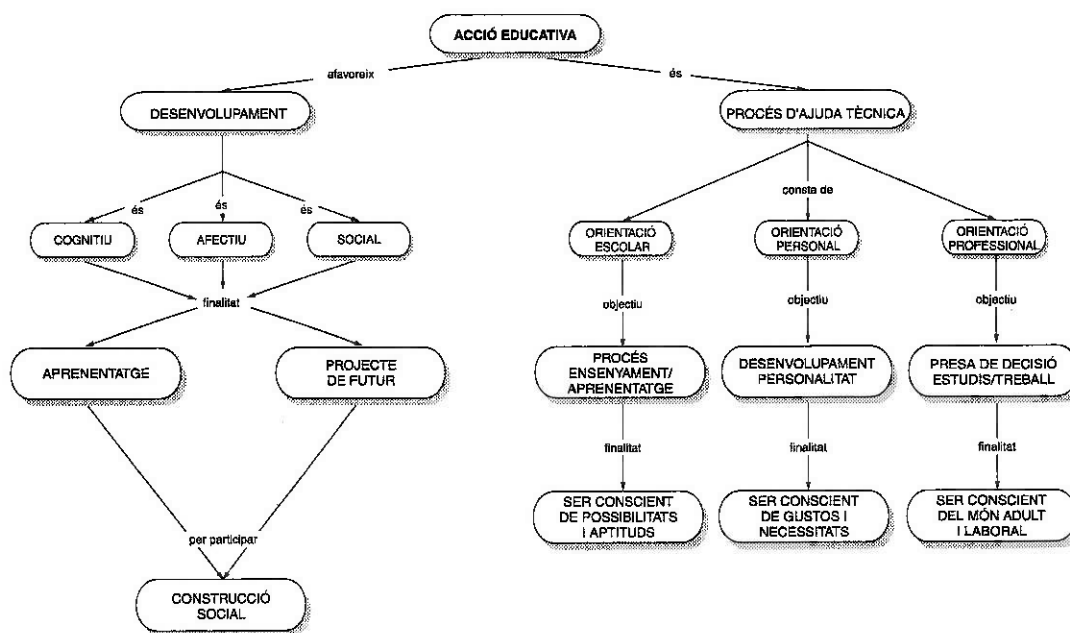 ACCIÓ EDUCATIVA
afavoreix
és
DESENVOLUPAMENT
PROCÉS D'AJUDA TÈCNICA
és
és
és
consta de
COGNITIU
AFECTIU
SOCIAL
ORIENTACIÓ
ESCOLAR
ORIENTACIÓ
PERSONAL
ORIENTACIÓ
PROFESSIONAL
finalitat
objectiu
objectiu
objectiu
APRENENTATGE
PROJECTE
DE FUTUR
PROCÉS
ENSENYAMENT/
APRENENTATGE
DESENVOLUPAMENT
PERSONALITAT
PRESA DE DECISIÓ
ESTUDIS/TREBALL
finalitat
finalitat
finalitat
SER CONSCIENT
DE POSSIBILITATS
I APTITUDS
SER CONSCIENT
DE GUSTOS I
NECESSITATS
SER CONSCIENT
DEL MÓN ADULT
I LABORAL
per participar
CONSTRUCCIÓ
SOCIAL